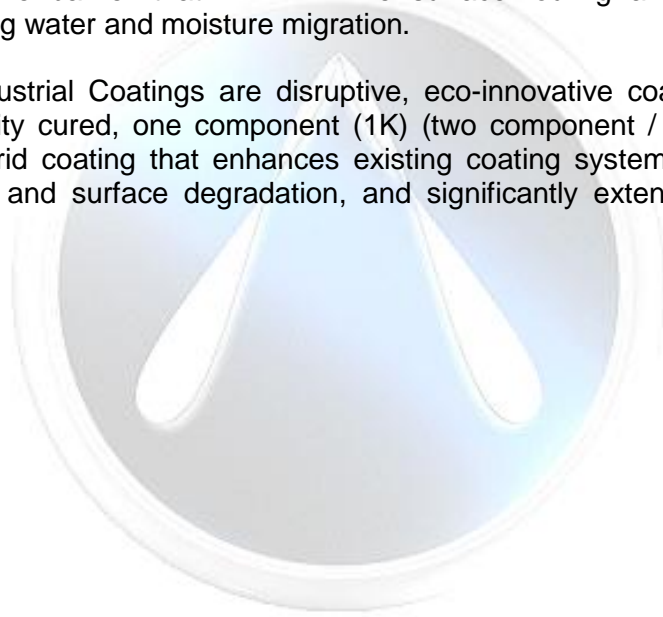 g water and moisture migration.
ustrial Coatings are disruptive, eco-innovative coa
ity cured, one component (1K) (two component /
rid coating that enhances existing coating system
and surface degradation, and significantly exten